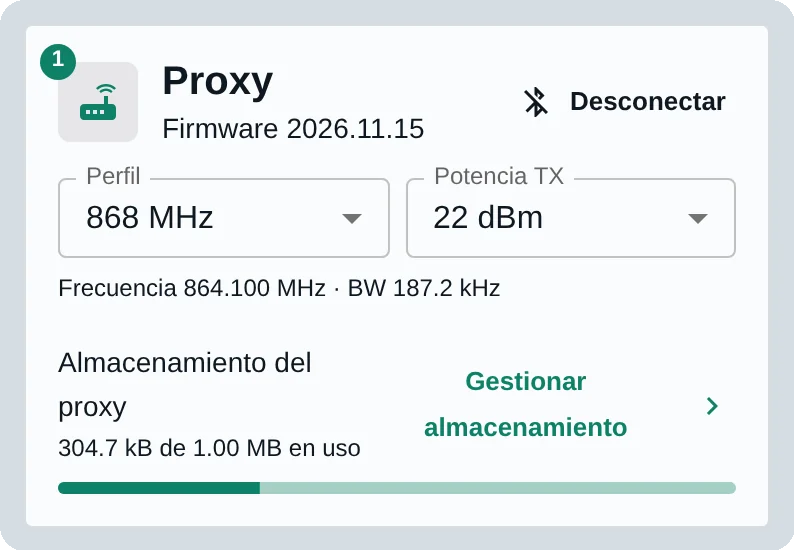 1
Proxy
Firmware 2026.11.15
Desconectar
Perfil
868 MHz
Potencia TX
22 dBm
Frecuencia 864.100 MHz · BW 187.2 kHz
Almacenamiento del
proxy
304.7 kB de 1.00 MB en uso
Gestionar
almacenamiento